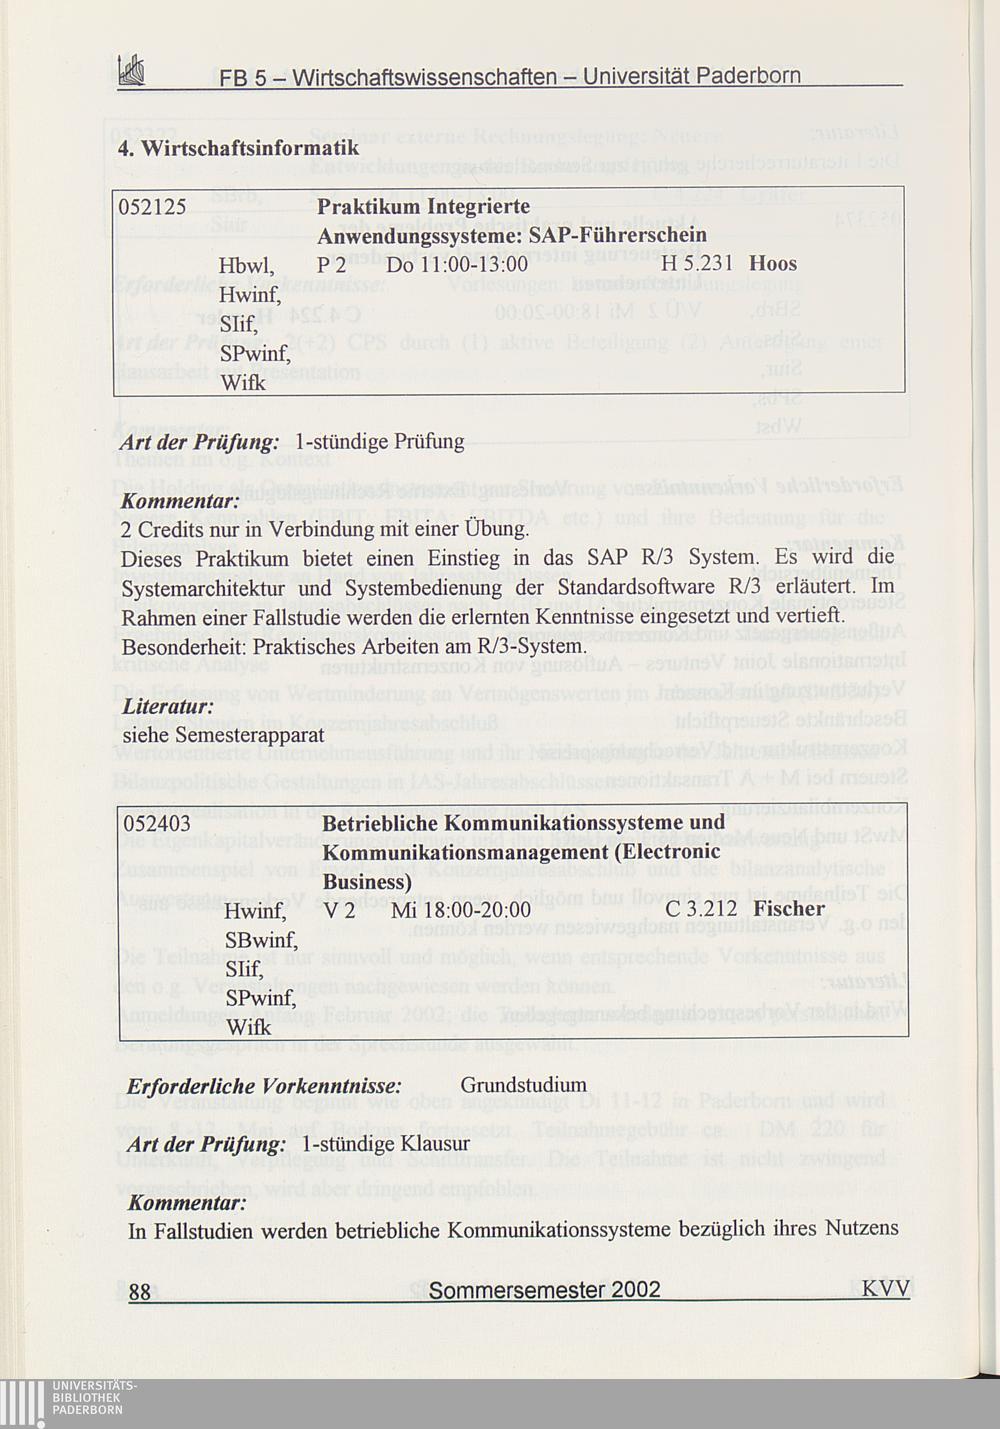 FB 5 – Wirtschaftswissenschaften – Universität Paderborn
4. Wirtschaftsinformatik
052125 Praktikum Integrierte
Anwendungssysteme: SAP-Führerschein
Hbwl, P 2 Do 11:00-13:00 H 5.231 Hoos
Hwinf,
SIif,
SPwinf,
Wifk
Art der Prüfung: 1-stündige Prüfung
Kommentar:
2 Credits nur in Verbindung mit einer Übung.
Dieses Praktikum bietet einen Einstieg in das SAP R/3 System. Es wird die
Systemarchitektur und Systembedienung der Standardsoftware R/3 erläutert. Im
Rahmen einer Fallstudie werden die erlernten Kenntnisse eingesetzt und vertieft.
Besonderheit: Praktisches Arbeiten am R/3-System.
Literatur:
siehe Semesterapparat
052403 Betriebliche Kommunikationssysteme und
Kommunikationsmanagement (Electronic
Business)
Hwinf, V 2 Mi 18:00-20:00 C 3.212 Fischer
SBwinf,
SIif,
SPwinf,
Wifk
Erforderliche Vorkenntnisse: Grundstudium
Art der Prüfung: 1-stündige Klausur
Kommentar:
In Fallstudien werden betriebliche Kommunikationssysteme bezüglich ihres Nutzens
88 Sommersemester 2002 KVV
UNIVERSITÄTS-
BIBLIOTHEK
PADERBORN